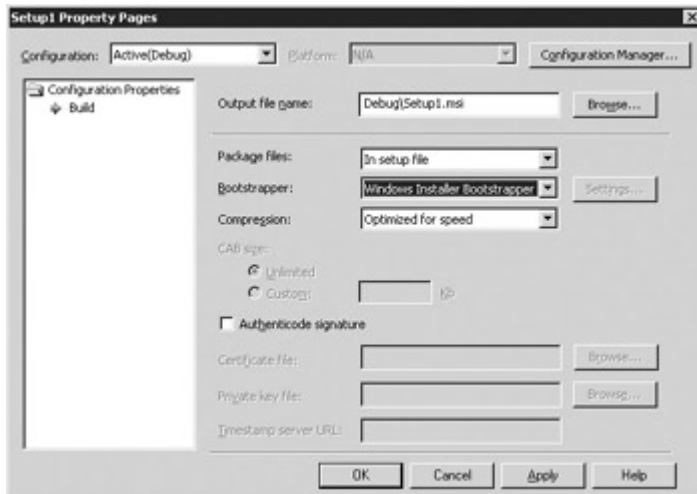 Setup1 Property Pages
Configuration: Active(Debug) Platform: N/A Configuration Manager...
Configuration Properties
Build
Output file name: Debug\Setup1.msi Browse...
Package files: In setup file
Bootstrapper: Windows Installer Bootstrapper Settings...
Compression: Optimized for speed
CAB size:
Unlimited
Custom: Kb
Authenticode signature
Certificate file: Browse...
Private key file: Browse...
Timestamp server URL:
OK Cancel Apply Help